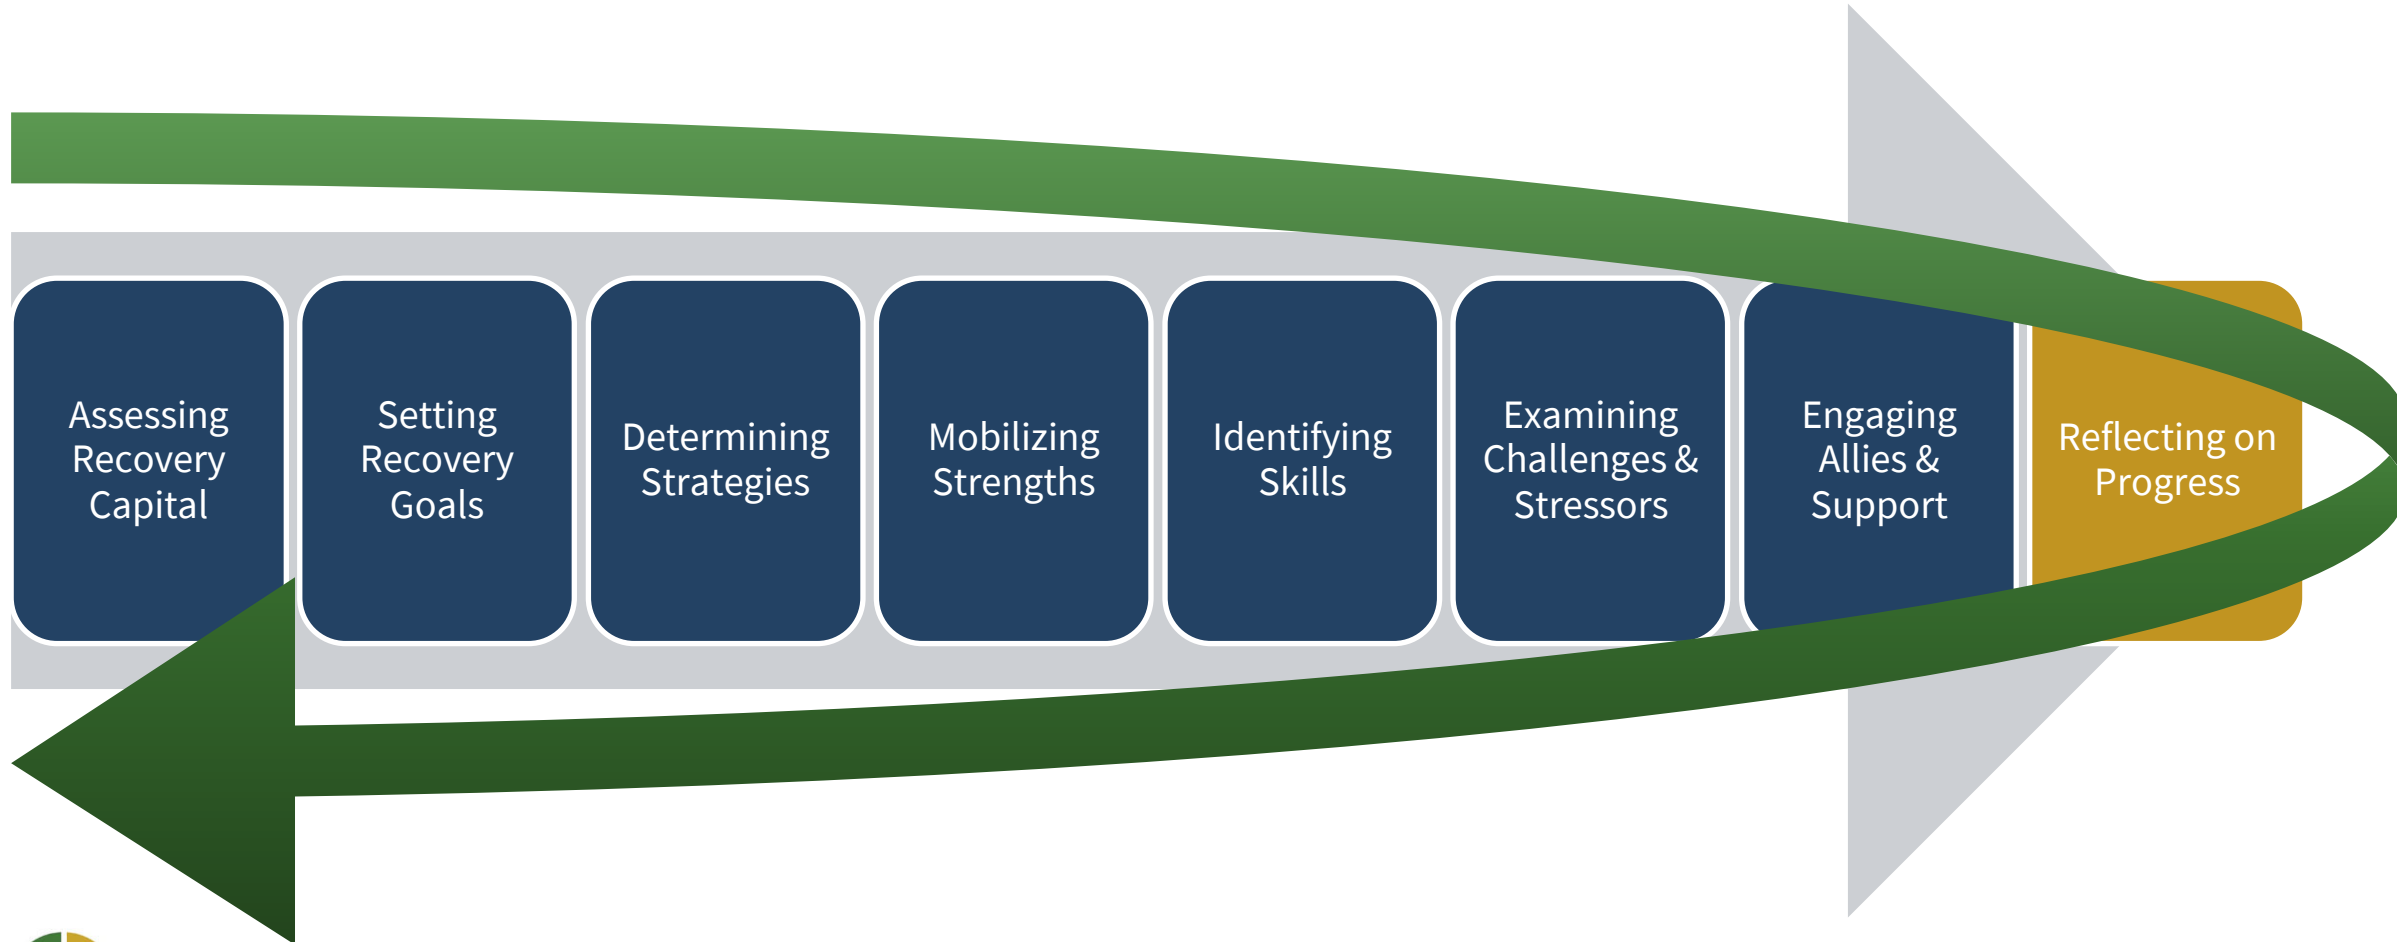 Assessing
Recovery
Capital
Setting
Recovery
Goals
Determining
Strategies
Mobilizing
Strengths
Identifying
Skills
Examining
Challenges &
Stressors
Engaging
Allies &
Support
Reflecting on
Progress